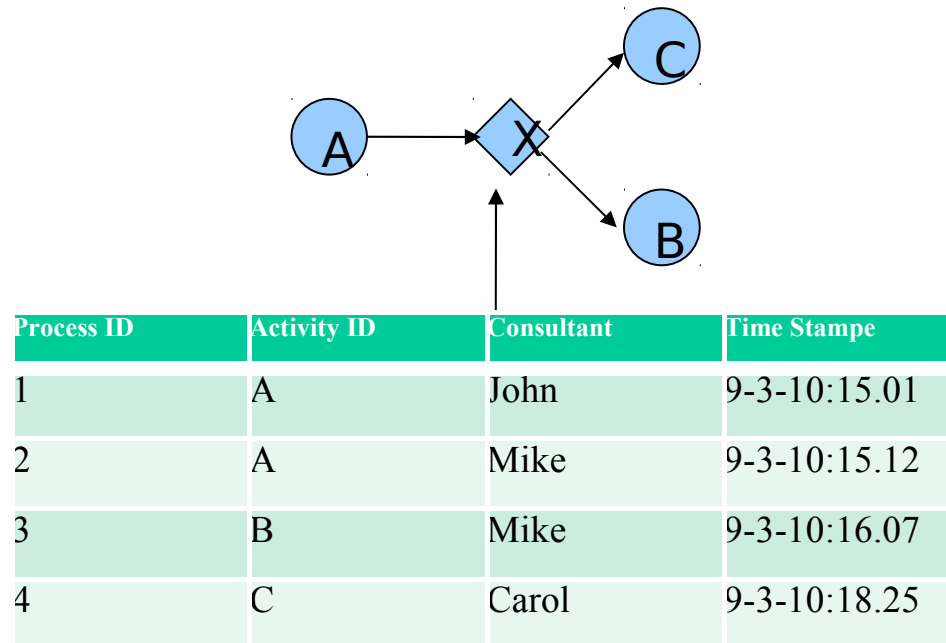 C
A
X
B
Process ID Activity ID Consultant Time Stampe
1 A John 9-3-10:15.01
2 A Mike 9-3-10:15.12
3 B Mike 9-3-10:16.07
4 C Carol 9-3-10:18.25